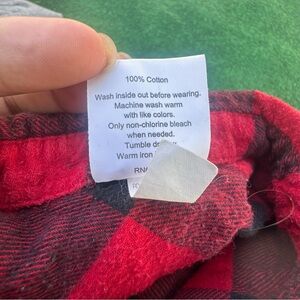 100% Cotton
Wash inside out before wearing.
Machine wash warm
with like colors.
Only non-chlorine bleach
when needed.
Tumble
Warm iron